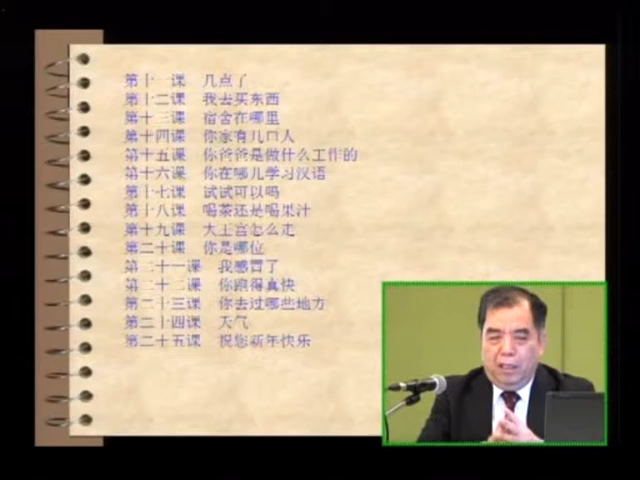 第十一课 几点了
第十二课 我去买东西
第十三课 宿舍在哪里
第十四课 你家有几口人
第十五课 你爸爸是做什么工作的
第十六课 你在哪儿学习汉语
第十七课 试试可以吗
第十八课 喝茶还是喝果汁
第十九课 大王宫怎么走
第二十课 你是哪位
第二十一课 我感冒了
第二十二课 你跑得真快
第二十三课 你去过哪些地方
第二十四课 天气
第二十五课 祝您新年快乐